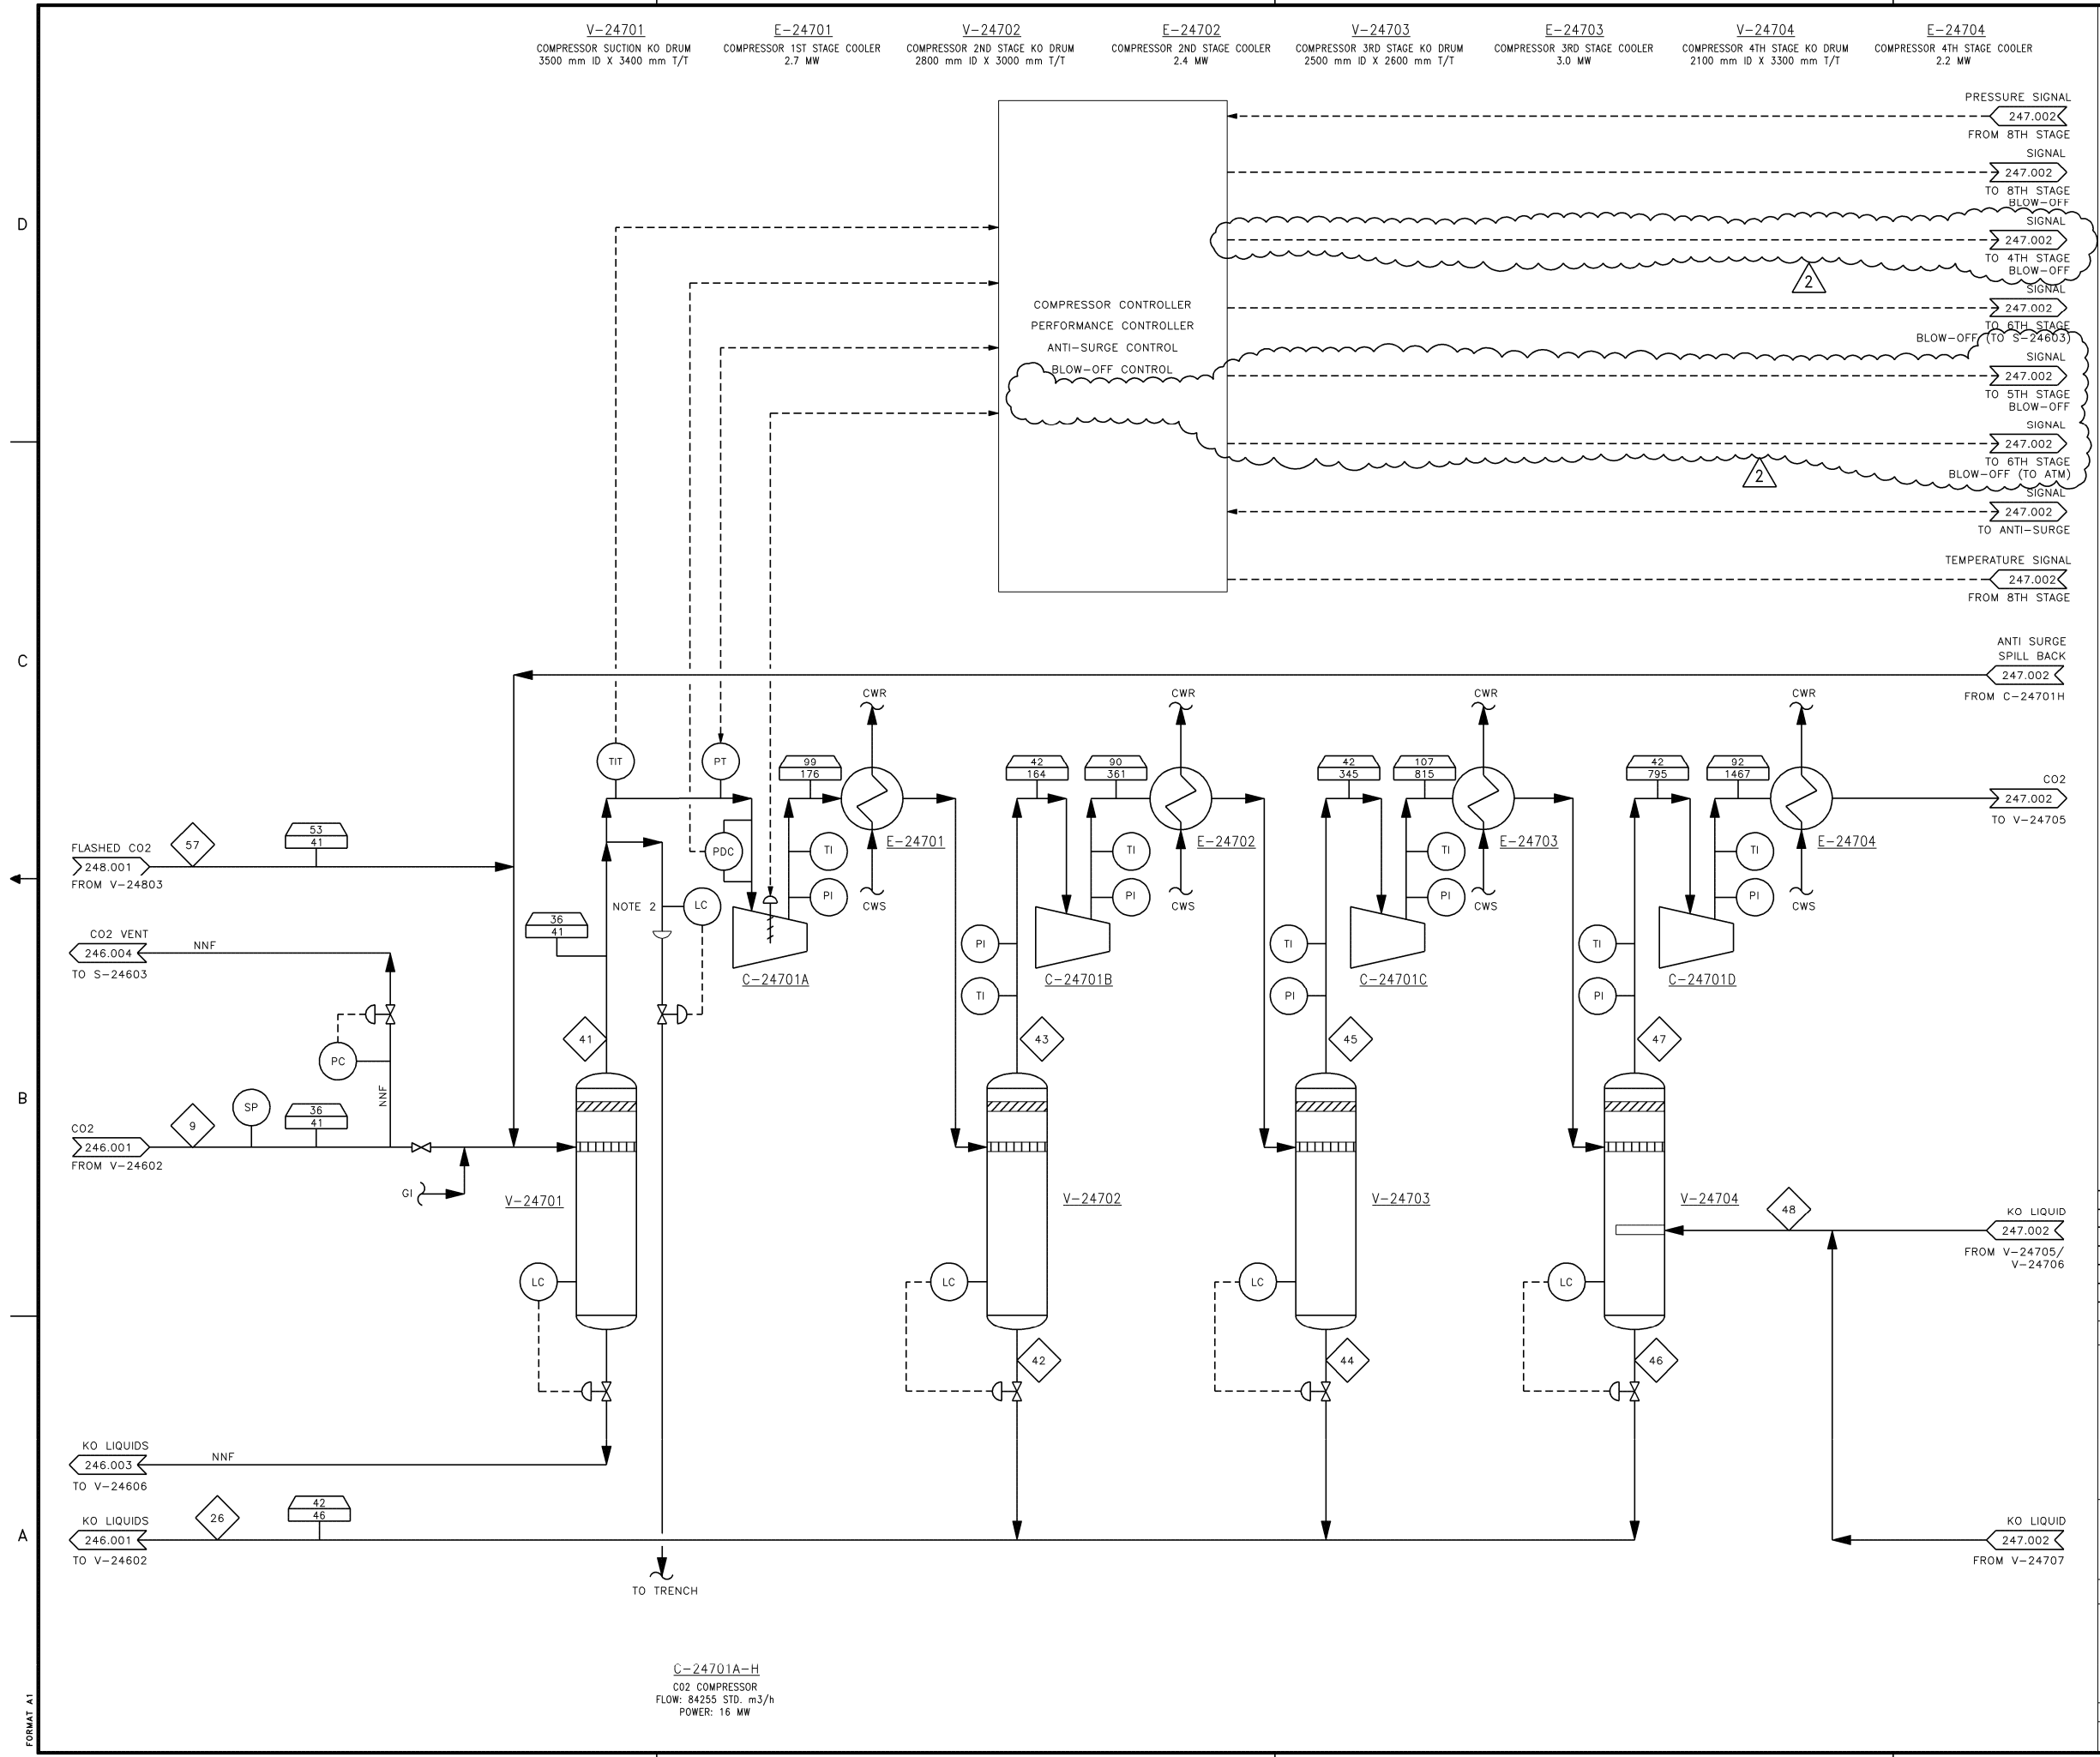 V-24701
COMPRESSOR SUCTION KO DRUM
3500 mm ID X 3400 mm T/T
E-24701
COMPRESSOR 1ST STAGE COOLER
2.7 MW
V-24702
COMPRESSOR 2ND STAGE KO DRUM
2800 mm ID X 3000 mm T/T
E-24702
COMPRESSOR 2ND STAGE COOLER
2.4 MW
V-24703
COMPRESSOR 3RD STAGE KO DRUM
2500 mm ID X 2600 mm T/T
E-24703
COMPRESSOR 3RD STAGE COOLER
3.0 MW
V-24704
COMPRESSOR 4TH STAGE KO DRUM
2100 mm ID X 3300 mm T/T
E-24704
COMPRESSOR 4TH STAGE COOLER
2.2 MW
PRESSURE SIGNAL
247.002
FROM 8TH STAGE
SIGNAL
247.002
TO 8TH STAGE
BLOW-OFF
SIGNAL
247.002
TO 4TH STAGE
BLOW-OFF
2
SIGNAL
247.002
TO 6TH STAGE
BLOW-OFF (TO S-24603)
SIGNAL
247.002
TO 5TH STAGE
BLOW-OFF
SIGNAL
247.002
TO 6TH STAGE
BLOW-OFF (TO ATM)
2
SIGNAL
247.002
TO ANTI-SURGE
TEMPERATURE SIGNAL
247.002
FROM 8TH STAGE
COMPRESSOR CONTROLLER
PERFORMANCE CONTROLLER
ANTI-SURGE CONTROL
BLOW-OFF CONTROL
D
C
B
A
ANTI SURGE
SPILL BACK
247.002
FROM C-24701H
CWR
CWR
CWR
CWR
TIT
PT
99
176
42
164
90
361
42
345
107
815
42
795
92
1467
CO2
247.002
TO V-24705
FLASHED CO2
248.001
FROM V-24803
57
53
41
PDC
TI
PI
E-24701
CWS
TI
PI
E-24702
CWS
TI
PI
E-24703
CWS
TI
PI
E-24704
CWS
NOTE 2
LC
36
41
C-24701A
C-24701B
C-24701C
C-24701D
PI
TI
TI
PI
TI
PI
CO2 VENT
246.004
TO S-24603
NNF
PC
NNF
41
43
45
47
CO2
246.001
FROM V-24602
9
SP
36
41
GI
V-24701
V-24702
V-24703
V-24704
48
KO LIQUID
247.002
FROM V-24705/
V-24706
LC
LC
LC
LC
42
44
46
KO LIQUIDS
246.003
TO V-24606
NNF
KO LIQUIDS
246.001
TO V-24602
26
42
46
KO LIQUID
247.002
FROM V-24707
TO TRENCH
C-24701A-H
CO2 COMPRESSOR
FLOW: 84255 STD. m3/h
POWER: 16 MW
FORMAT A1